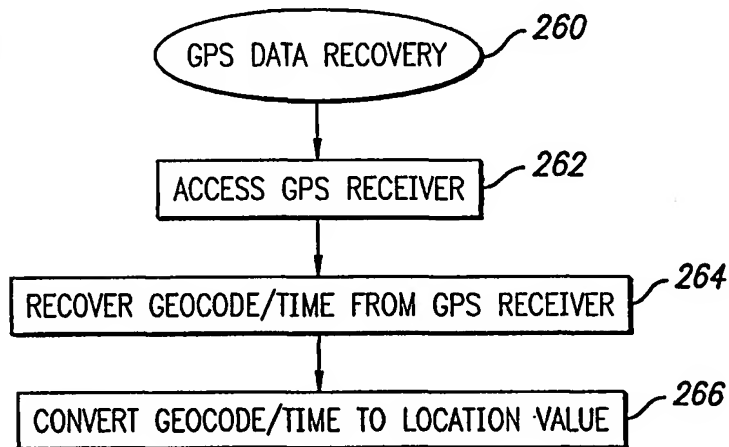 GPS DATA RECOVERY
260
ACCESS GPS RECEIVER
262
RECOVER GEOCODE/TIME FROM GPS RECEIVER
264
CONVERT GEOCODE/TIME TO LOCATION VALUE
266